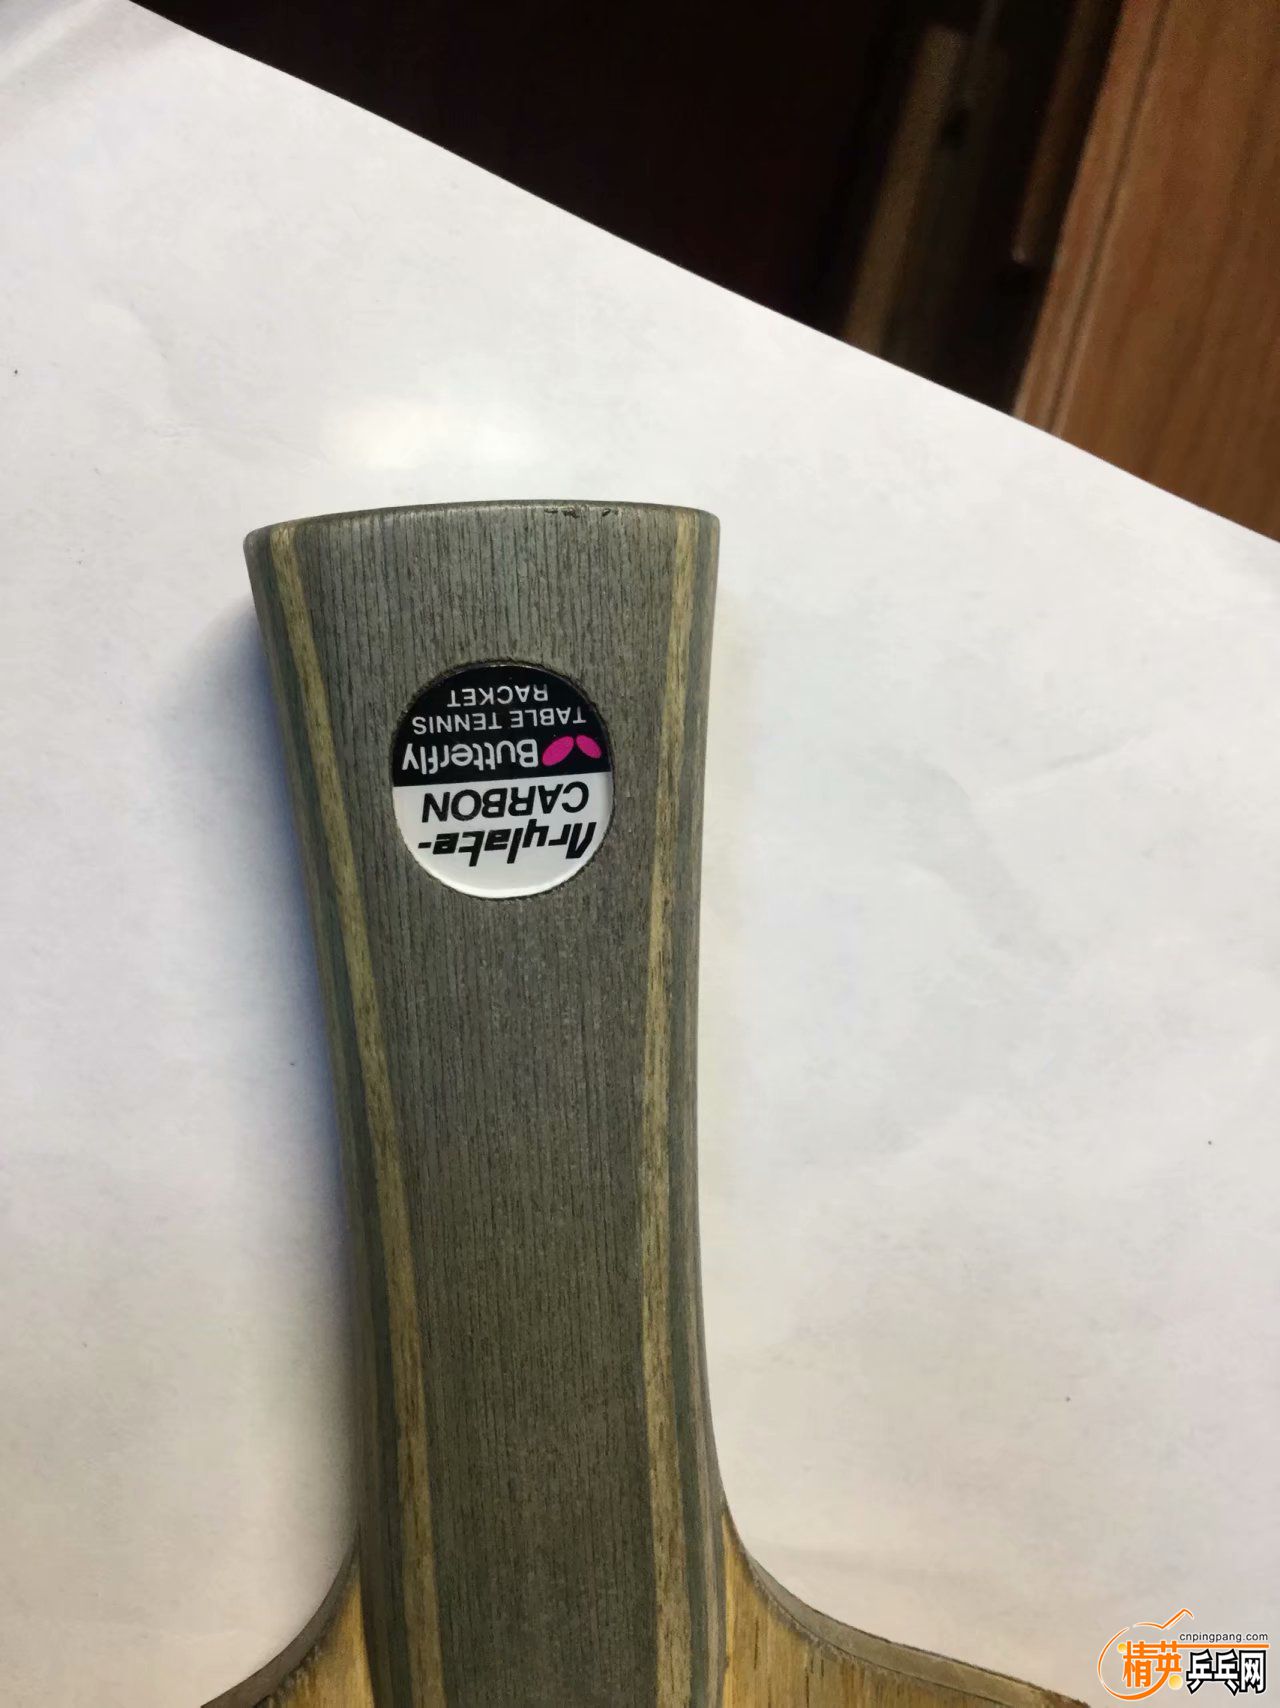 Arylate-
CARBON
Butterfly
TABLE TENNIS
RACKET
cnpingpang.com
精英乒乓网